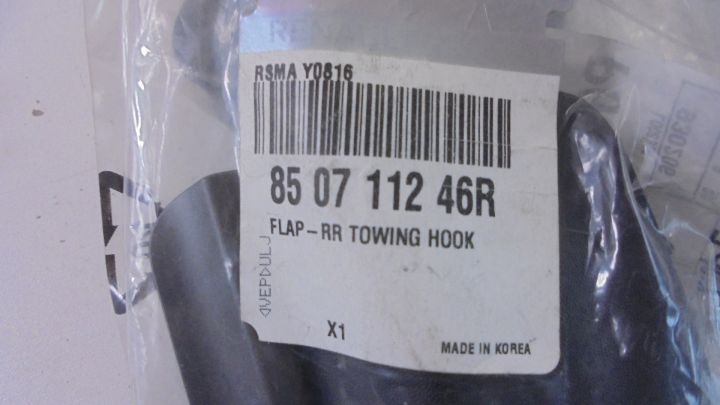 RSMA Y0816
85 07 112 46R
FLAP-RR TOWING HOOK
X1
MADE IN KOREA